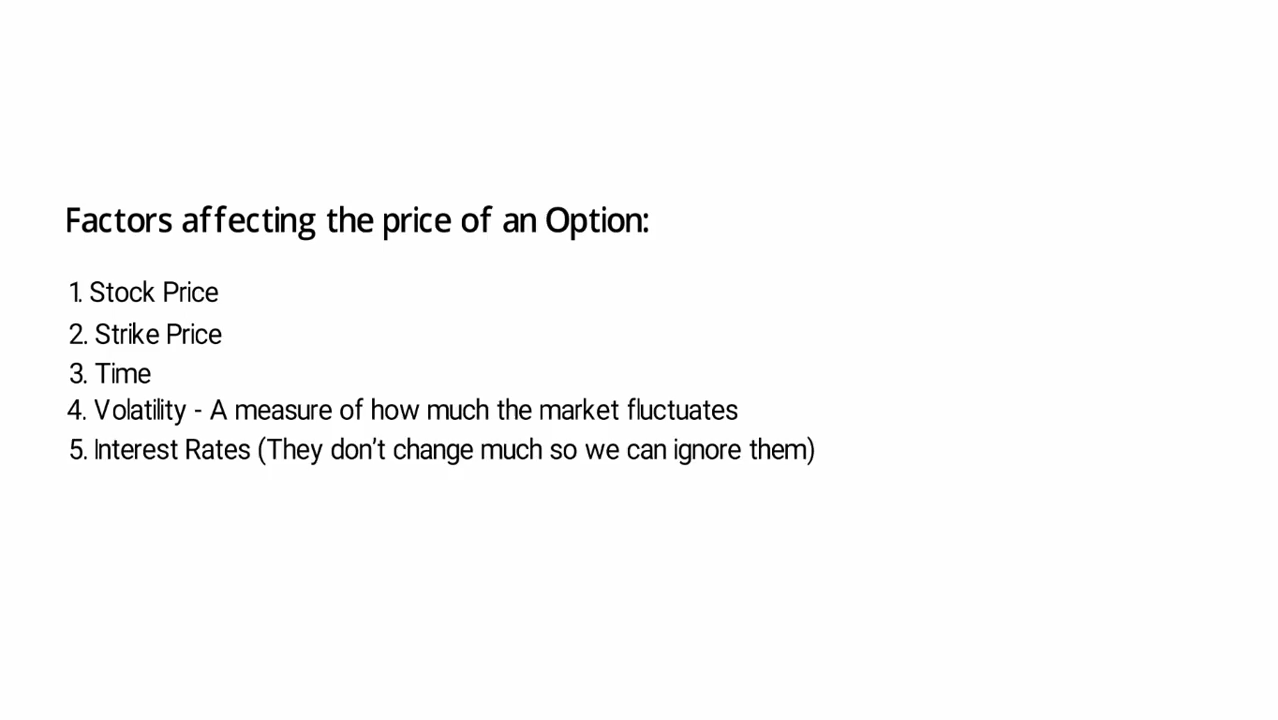 Factors affecting the price of an Option:
1. Stock Price
2. Strike Price
3. Time
4. Volatility - A measure of how much the market fluctuates
5. Interest Rates (They don’t change much so we can ignore them)